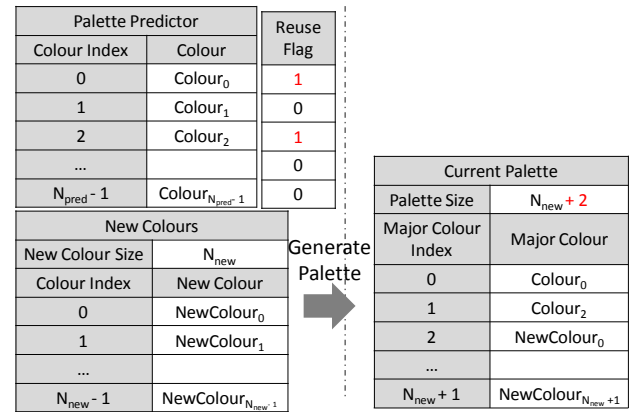 Palette Predictor
Reuse Flag
Colour Index Colour
0 Colour0 1
1 Colour1 0
2 Colour2 1
... 0
Npred - 1 ColourNpred- 1 0
New Colours
New Colour Size Nnew
Colour Index New Colour
0 NewColour0
1 NewColour1
...
Nnew - 1 NewColourNnew- 1
Generate
Palette
Current Palette
Palette Size Nnew + 2
Major Colour Index Major Colour
0 Colour0
1 Colour2
2 NewColour0
...
Nnew + 1 NewColourNnew +1